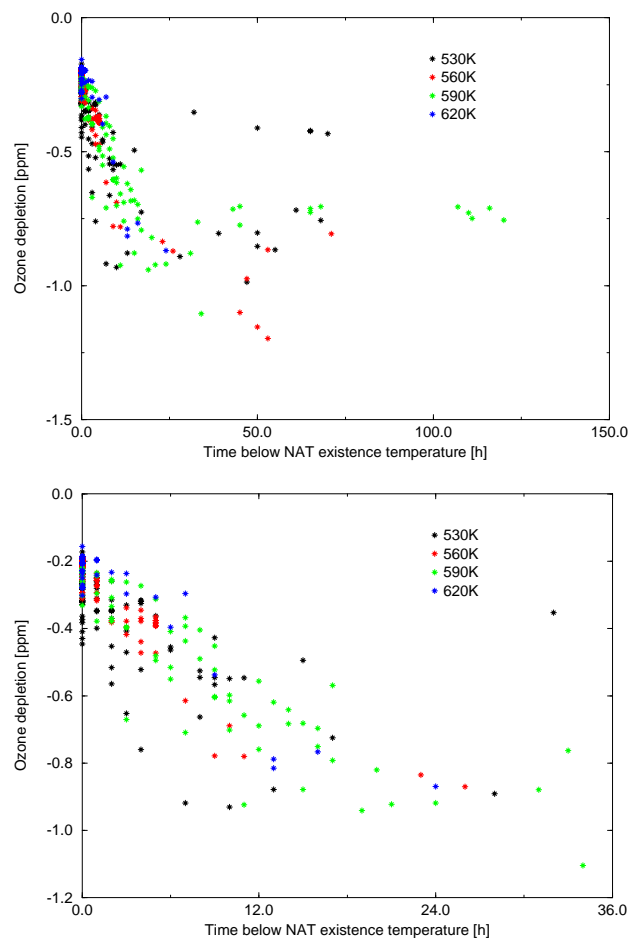 0.0
-0.5
-1.0
-1.5
Ozone depletion [ppm]
530K
560K
590K
620K
0.0 50.0 100.0 150.0
Time below NAT existence temperature [h]
0.0
-0.2
-0.4
-0.6
-0.8
-1.0
-1.2
Ozone depletion [ppm]
530K
560K
590K
620K
0.0 12.0 24.0 36.0
Time below NAT existence temperature [h]